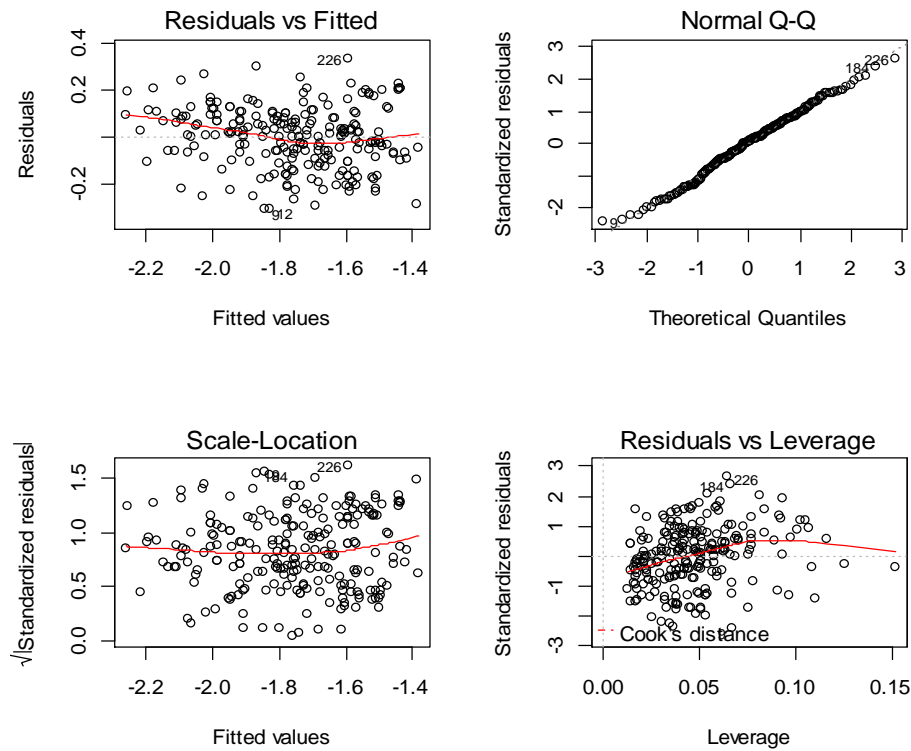 Residuals vs Fitted
Residuals
0.4
0.2
-0.2
226
9
12
-2.2 -2.0 -1.8 -1.6 -1.4
Fitted values
Normal Q-Q
Standardized residuals
3
2
1
0
-2
184
226
9
-3 -2 -1 0 1 2 3
Theoretical Quantiles
Scale-Location
√|Standardized residuals|
1.5
1.0
0.5
0.0
184
226
-2.2 -2.0 -1.8 -1.6 -1.4
Fitted values
Residuals vs Leverage
Standardized residuals
3
2
1
-1
-3
184
226
Cook's distance
0.00 0.05 0.10 0.15
Leverage